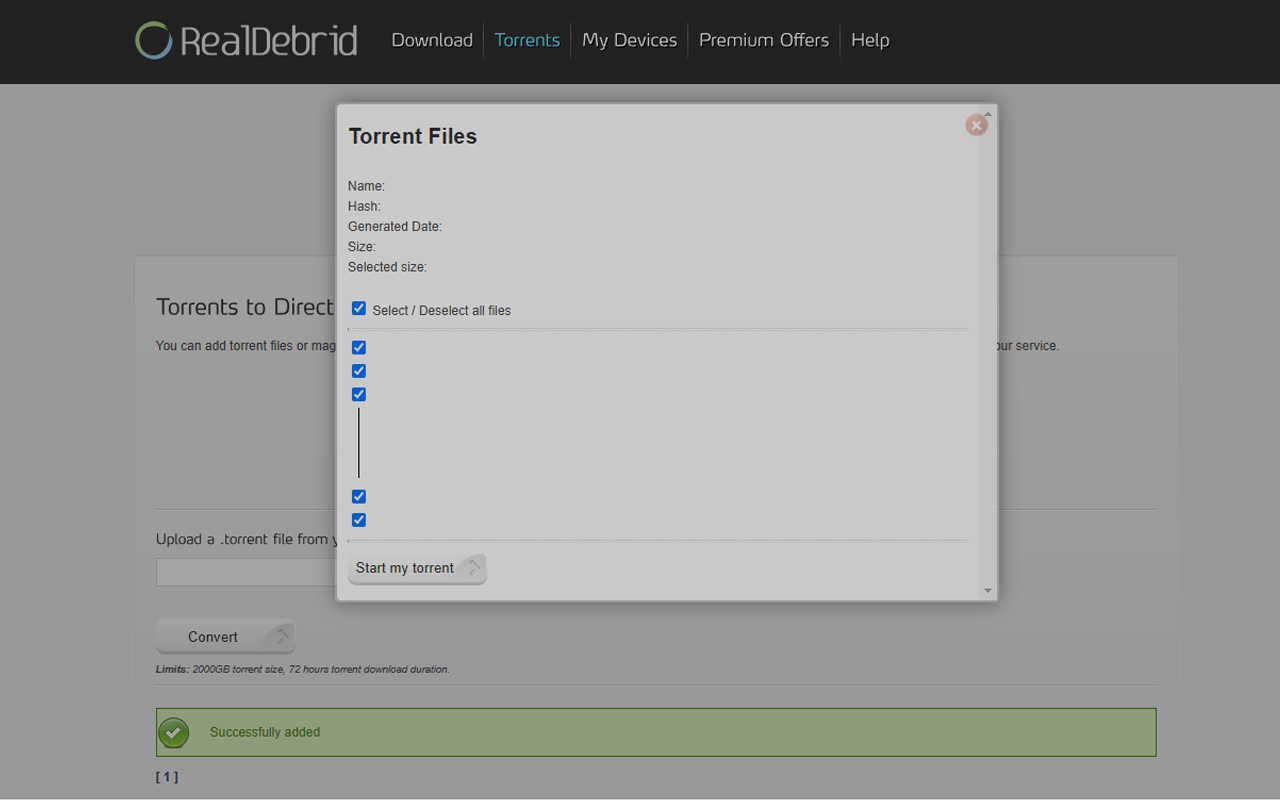 RealDebrid
Download Torrents My Devices Premium Offers Help
Torrent Files
Name:
Hash:
Generated Date:
Size:
Selected size:
Select / Deselect all files
Start my torrent
Torrents to Direct
You can add torrent files or mag
our service.
Upload a .torrent file from
Convert
Limits: 2000GB torrent size, 72 hours torrent download duration.
Successfully added
[ 1 ]